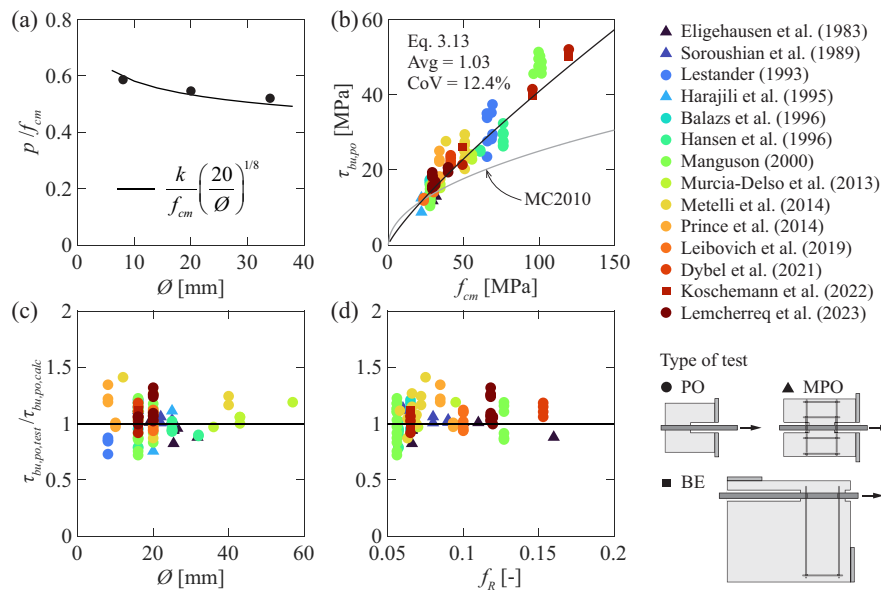 (a)
0.8
0.6
0.4
0.2
0
0
10
20
30
40
p /f_cm
Ø [mm]
k/f_cm (20/Ø)^1/8
(b)
60
40
20
0
0
50
100
150
τ_bu,po [MPa]
f_cm [MPa]
Eq. 3.13
Avg = 1.03
CoV = 12.4%
MC2010
Eligehausen et al. (1983)
Soroushian (1989)
Lestander (1993)
Harajili et al. (1995)
Balazs et al. (1996)
Hansen et al. (1996)
Manguson (2000)
Murcia-Delso et al. (2013)
Metelli et al. (2014)
Prince et al. (2014)
Leibovich et al. (2019)
Dybel et al. (2021)
Koschemann et al. (2022)
Lemcherreq et al. (2023)
(c)
2
1.5
1
0.5
0
0
20
40
60
τ_bu,po,test /τ_bu,po,calc
Ø [mm]
(d)
2
1.5
1
0.5
0
0.05
0.1
0.15
0.2
f_R [-]
Type of test
PO
MPO
BE